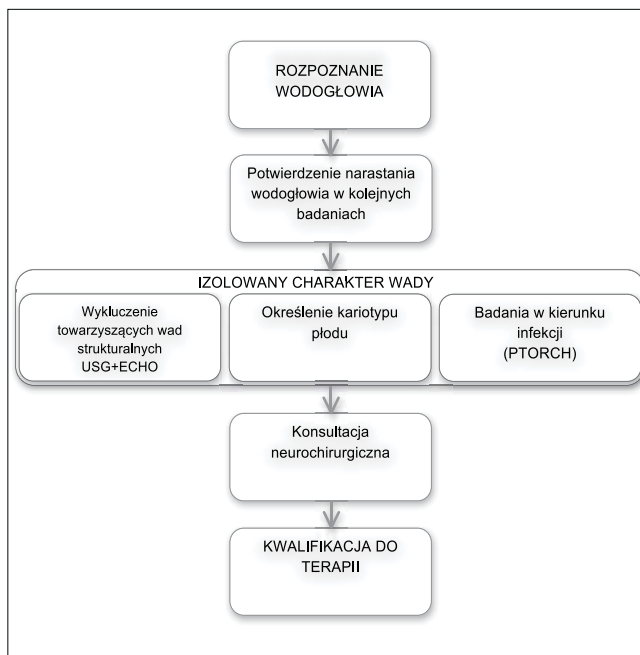 ROZPOZNANIE
WODOGŁOWIA
Potwierdzenie narastania
wodogłowia w kolejnych
badaniach
IZOLOWANY CHARAKTER WADY
Wykluczenie
towarzyszących wad
strukturalnych
USG+ECHO
Określenie kariotypu
płodu
Badania w kierunku
infekcji
(PTORCH)
Konsultacja
neurochirurgiczna
KWALIFIKACJA DO
TERAPII